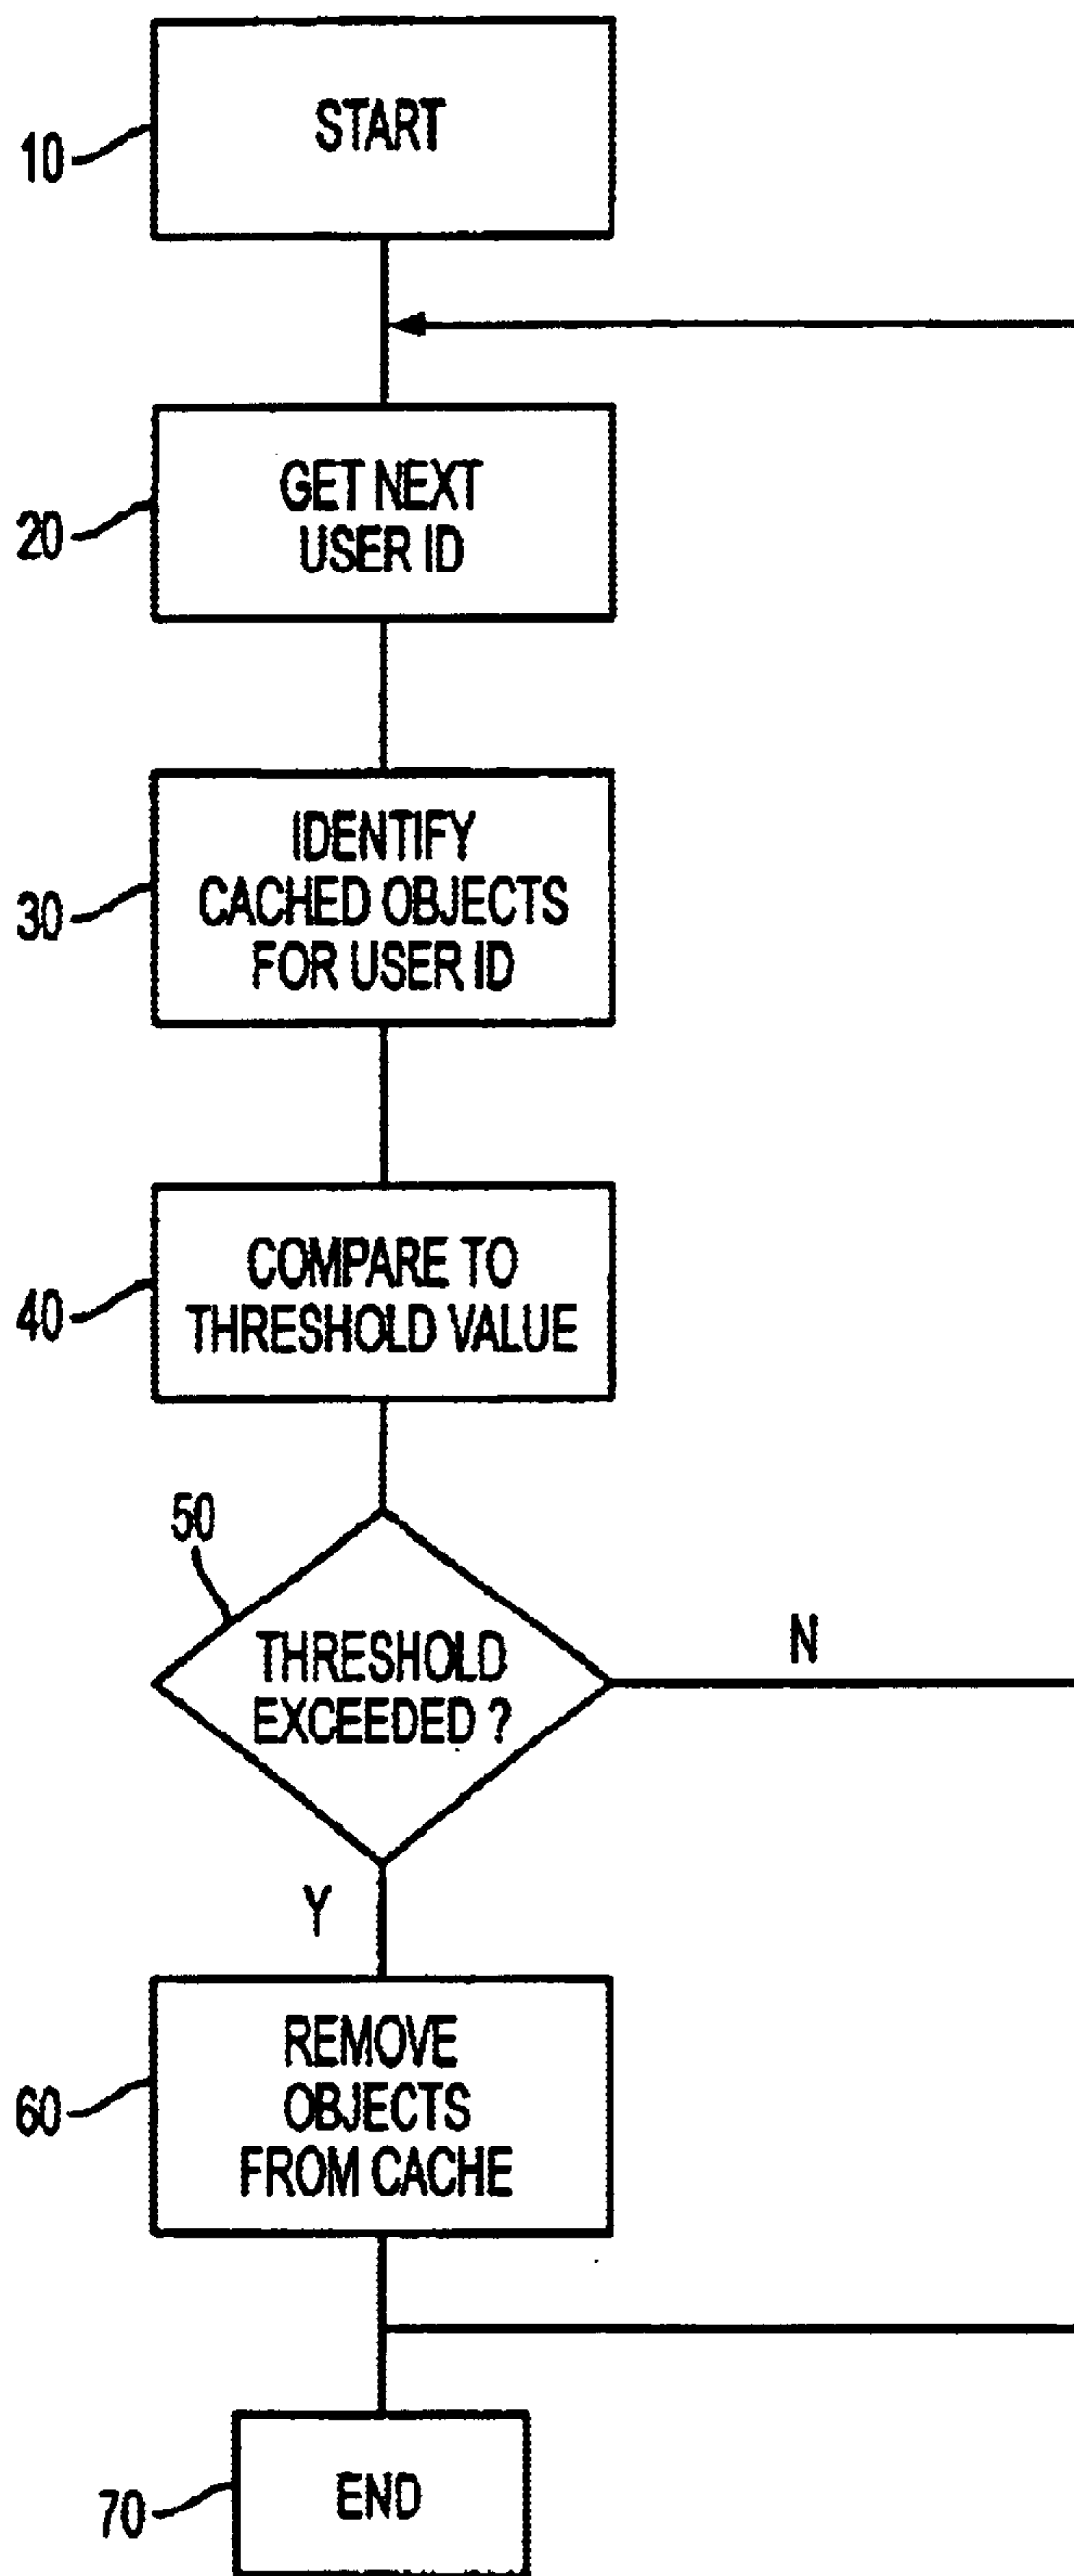 10
START
20
GET NEXT
USER ID
30
IDENTIFY
CACHED OBJECTS
FOR USER ID
40
COMPARE TO
THRESHOLD VALUE
50
THRESHOLD
EXCEEDED ?
N
Y
60
REMOVE
OBJECTS
FROM CACHE
70
END